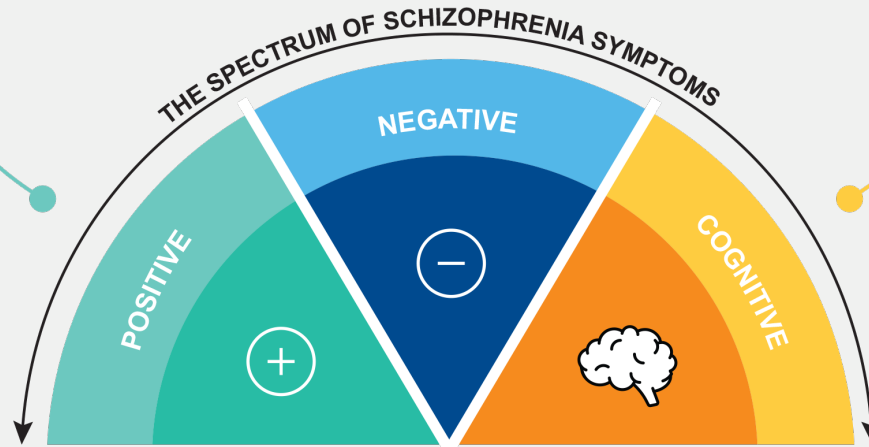 THE SPECTRUM OF SCHIZOPHRENIA SYMPTOMS
POSITIVE
NEGATIVE
COGNITIVE